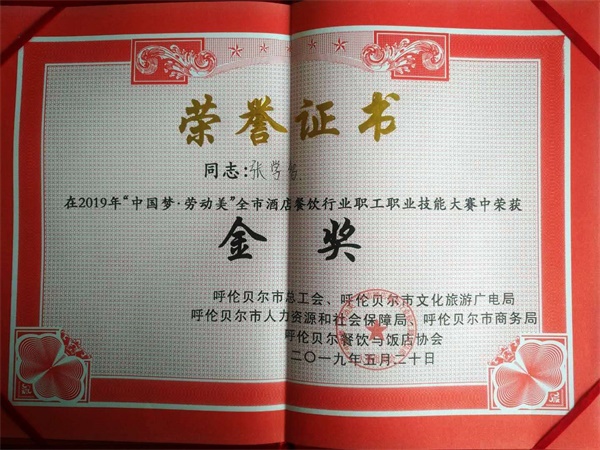 荣誉证书
同志:张学
在2019年“中国梦·劳动美”全市酒店餐饮行业职工职业技能大赛中荣获
金奖
呼伦贝尔市总工会、呼伦贝尔市文化旅游广电局
呼伦贝尔市人力资源和社会保障局、呼伦贝尔市商务局
呼伦贝尔餐饮与饭店协会
二〇一九年五月二十日